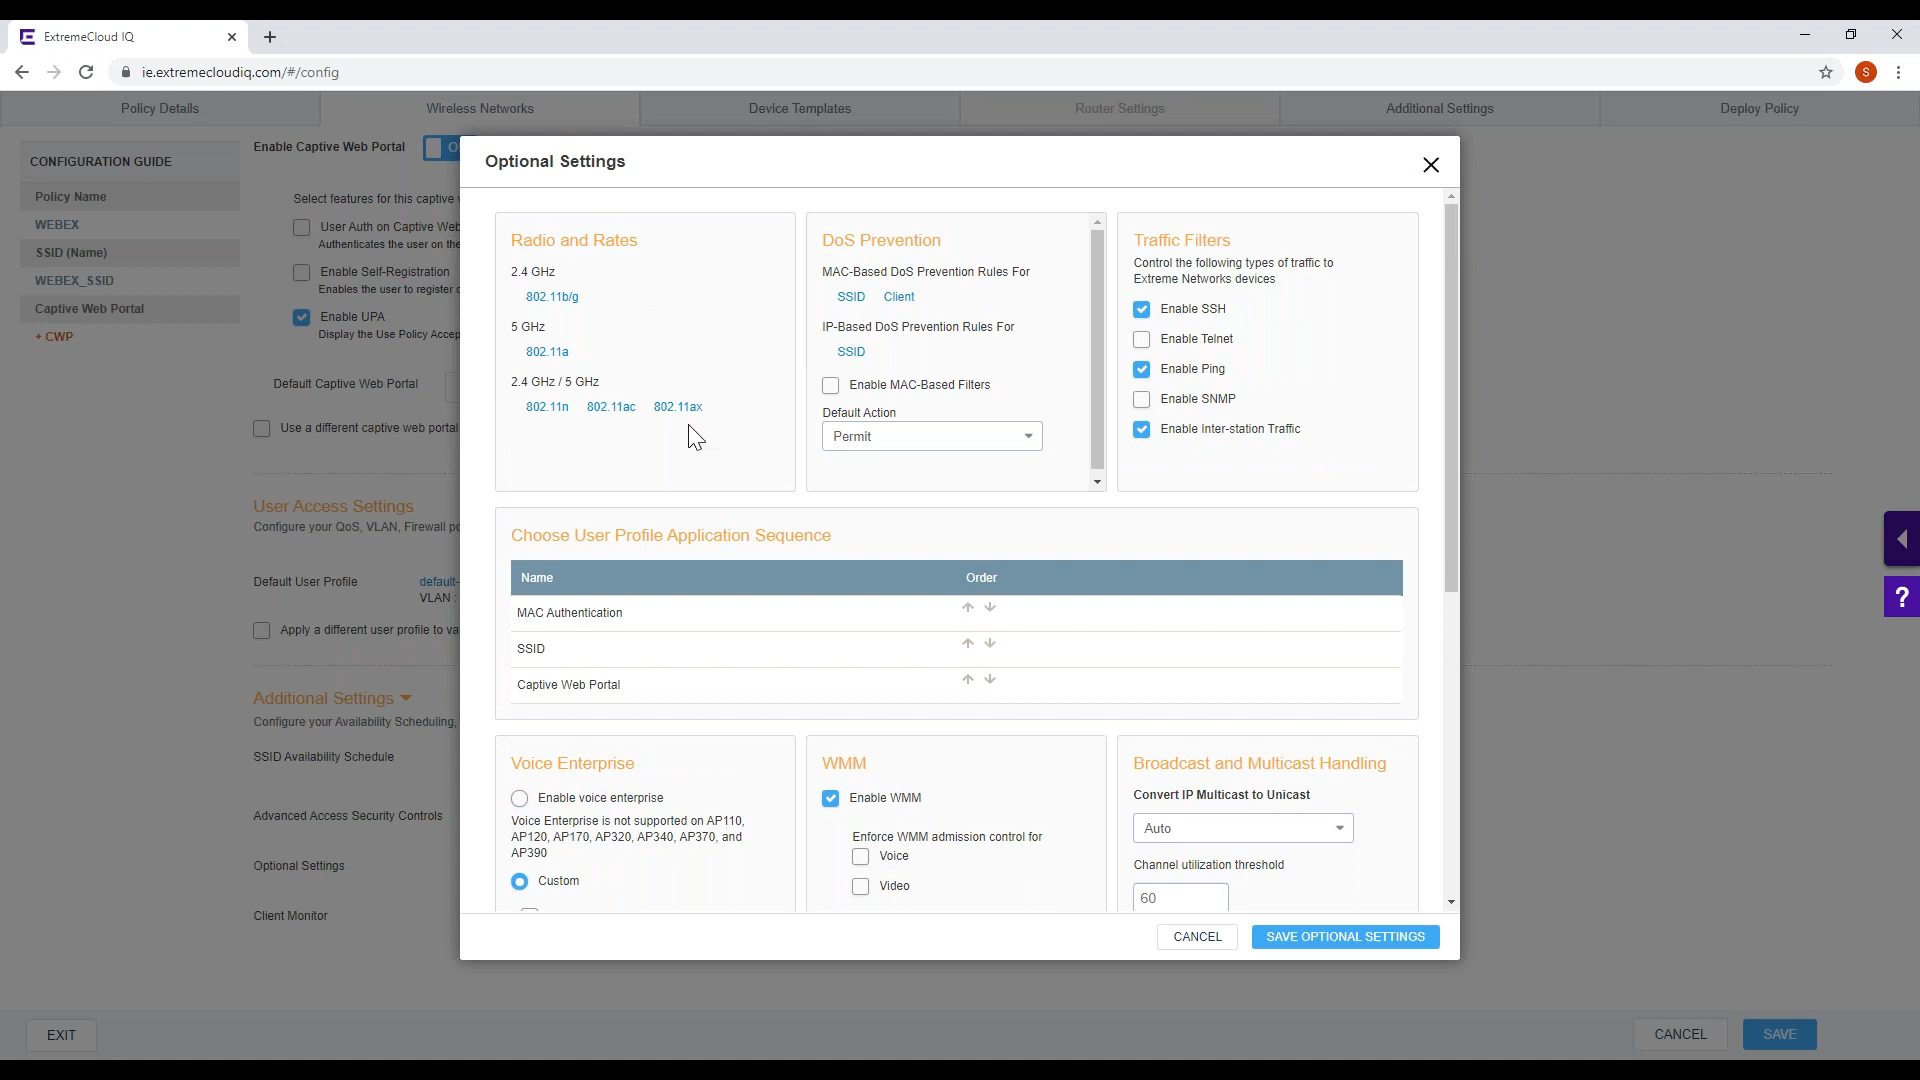 ExtremeCloud IQ
ie.extremecloudiq.com/#/config
S
Policy Details
Wireless Networks
Device Templates
Router Settings
Additional Settings
Deploy Policy
CONFIGURATION GUIDE
Policy Name
WEBEX
SSID (Name)
WEBEX_SSID
Captive Web Portal
+ CWP
Enable Captive Web Portal
Select features for this captive
User Auth on Captive Web
Authenticates the user on the
Enable Self-Registration
Enables the user to register
Enable UPA
Display the Use Policy
Default Captive Web Portal
Use a different captive web portal
User Access Settings
Configure your QoS, VLAN, Firewall
Default User Profile
default-
VLAN :
Apply a different user profile to
Additional Settings
Configure your Availability Scheduling,
SSID Availability Schedule
Advanced Access Security Controls
Optional Settings
Client Monitor
Optional Settings
Radio and Rates
2.4 GHz
802.11b/g
5 GHz
802.11a
2.4 GHz / 5 GHz
802.11n 802.11ac 802.11ax
DoS Prevention
MAC-Based DoS Prevention Rules For
SSID Client
IP-Based DoS Prevention Rules For
SSID
Enable MAC-Based Filters
Default Action
Permit
Traffic Filters
Control the following types of traffic to
Extreme Networks devices
Enable SSH
Enable Telnet
Enable Ping
Enable SNMP
Enable Inter-station Traffic
Choose User Profile Application Sequence
Name Order
MAC Authentication
SSID
Captive Web Portal
Voice Enterprise
Enable voice enterprise
Voice Enterprise is not supported on AP110,
AP120, AP170, AP320, AP340, AP370, and
AP390
Custom
WMM
Enable WMM
Enforce WMM admission control for
Voice
Video
Broadcast and Multicast Handling
Convert IP Multicast to Unicast
Auto
Channel utilization threshold
60
CANCEL
SAVE OPTIONAL SETTINGS
?
EXIT
CANCEL
SAVE